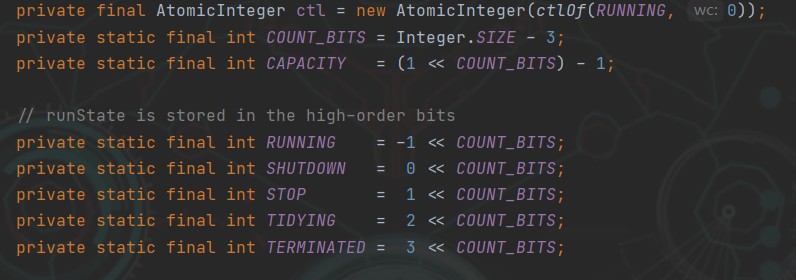 private final AtomicInteger ctl = new AtomicInteger(ctlOf(RUNNING, wc: 0));
private static final int COUNT_BITS = Integer.SIZE - 3;
private static final int CAPACITY   = (1 << COUNT_BITS) - 1;
// runState is stored in the high-order bits
private static final int RUNNING    = -1 << COUNT_BITS;
private static final int SHUTDOWN   =  0 << COUNT_BITS;
private static final int STOP       =  1 << COUNT_BITS;
private static final int TIDYING    =  2 << COUNT_BITS;
private static final int TERMINATED =  3 << COUNT_BITS;